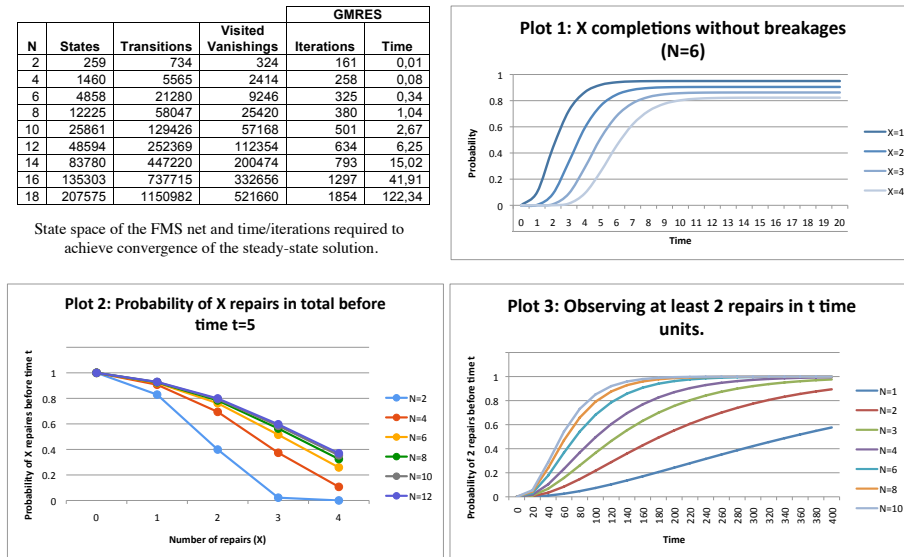 GMRES
Visited
N States Transitions Vanishings Iterations Time
2 259 734 324 161 0,01
4 1460 5565 2414 258 0,08
6 4858 21280 9246 325 0,34
8 12225 58047 25420 380 1,04
10 25861 129426 57168 501 2,67
12 48594 252369 112354 634 6,25
14 83780 447220 200474 793 15,02
16 135303 737715 332656 1297 41,91
18 207575 1150982 521660 1854 122,34
State space of the FMS net and time/iterations required to
achieve convergence of the steady-state solution.
Plot 1: X completions without breakages
(N=6)
Probability
1
0.8
0.6
0.4
0.2
0
0 1 2 3 4 5 6 7 8 9 10 11 12 13 14 15 16 17 18 19 20
Time
X=1
X=2
X=3
X=4
Plot 2: Probability of X repairs in total before
time t=5
Probability of X repaires before time t
1
0.8
0.6
0.4
0.2
0
0 1 2 3 4
Number of repairs (X)
N=2
N=4
N=6
N=8
N=10
N=12
Plot 3: Observing at least 2 repairs in t time
units.
Probability of 2 repairs before time t
1
0.8
0.6
0.4
0.2
0
0 20 40 60 80 100 120 140 160 180 200 220 240 260 280 300 320 340 360 380 400
Time
N=1
N=2
N=3
N=4
N=6
N=8
N=10